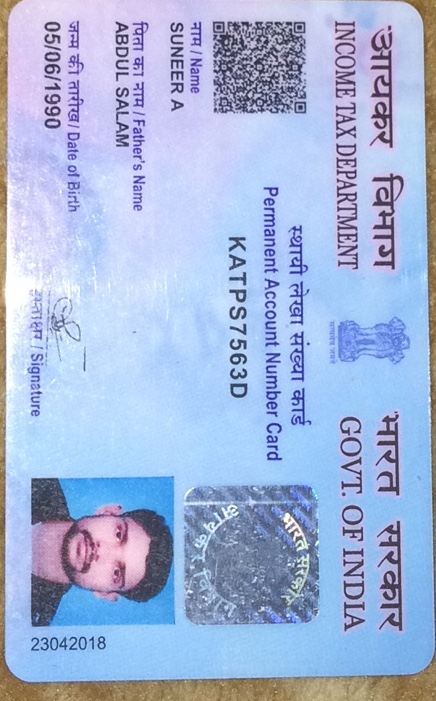 आयकर विभाग
INCOME TAX DEPARTMENT
भारत सरकार
GOVT. OF INDIA
स्थायी लेखा संख्या कार्ड
Permanent Account Number Card
KATPS7563D
नाम / Name
SUNEER A
पिता का नाम / Father's Name
ABDUL SALAM
जन्म की तारीख / Date of Birth
05/06/1990
हस्ताक्षर / Signature
भारत सरकार
आयकर विभाग
23042018